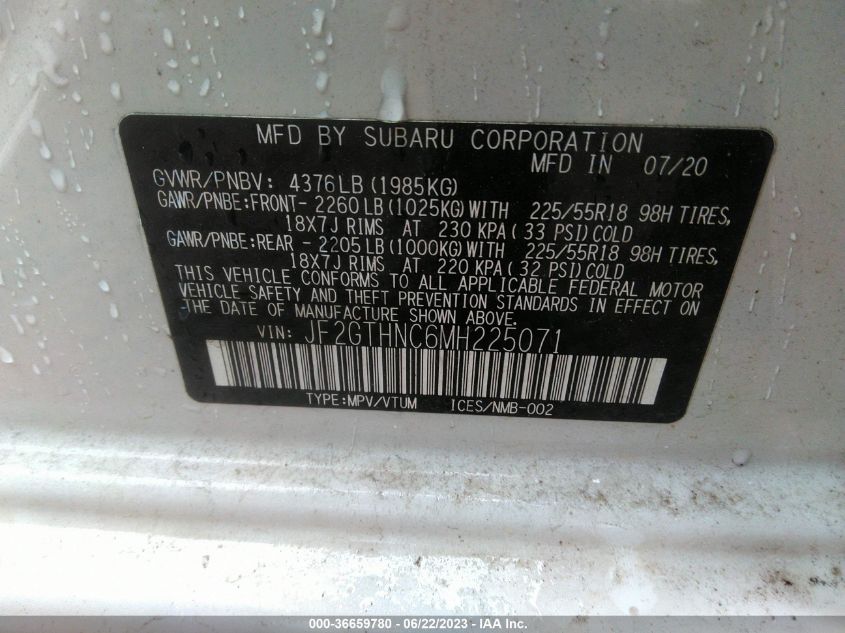 MFD BY SUBARU CORPORATION
MFD IN 07/20
GVWR/PNBV: 4376LB (1985KG)
GAWR/PNBE:FRONT- 2260LB (1025KG) WITH 225/55R18 98H TIRES,
18X7J RIMS AT 230 KPA (33 PSI) COLD
GAWR/PNBE:REAR - 2205LB (1000KG) WITH 225/55R18 98H TIRES,
18X7J RIMS AT 220 KPA (32 PSI) COLD
THIS VEHICLE CONFORMS TO ALL APPLICABLE FEDERAL MOTOR
VEHICLE SAFETY AND THEFT PREVENTION STANDARDS IN EFFECT ON
THE DATE OF MANUFACTURE SHOWN ABOVE.
VIN: JF2GTHNC6MH225071
TYPE:MPV/VTUM ICES/NMB-002
000-36659780 - 06/22/2023 - IAA Inc.